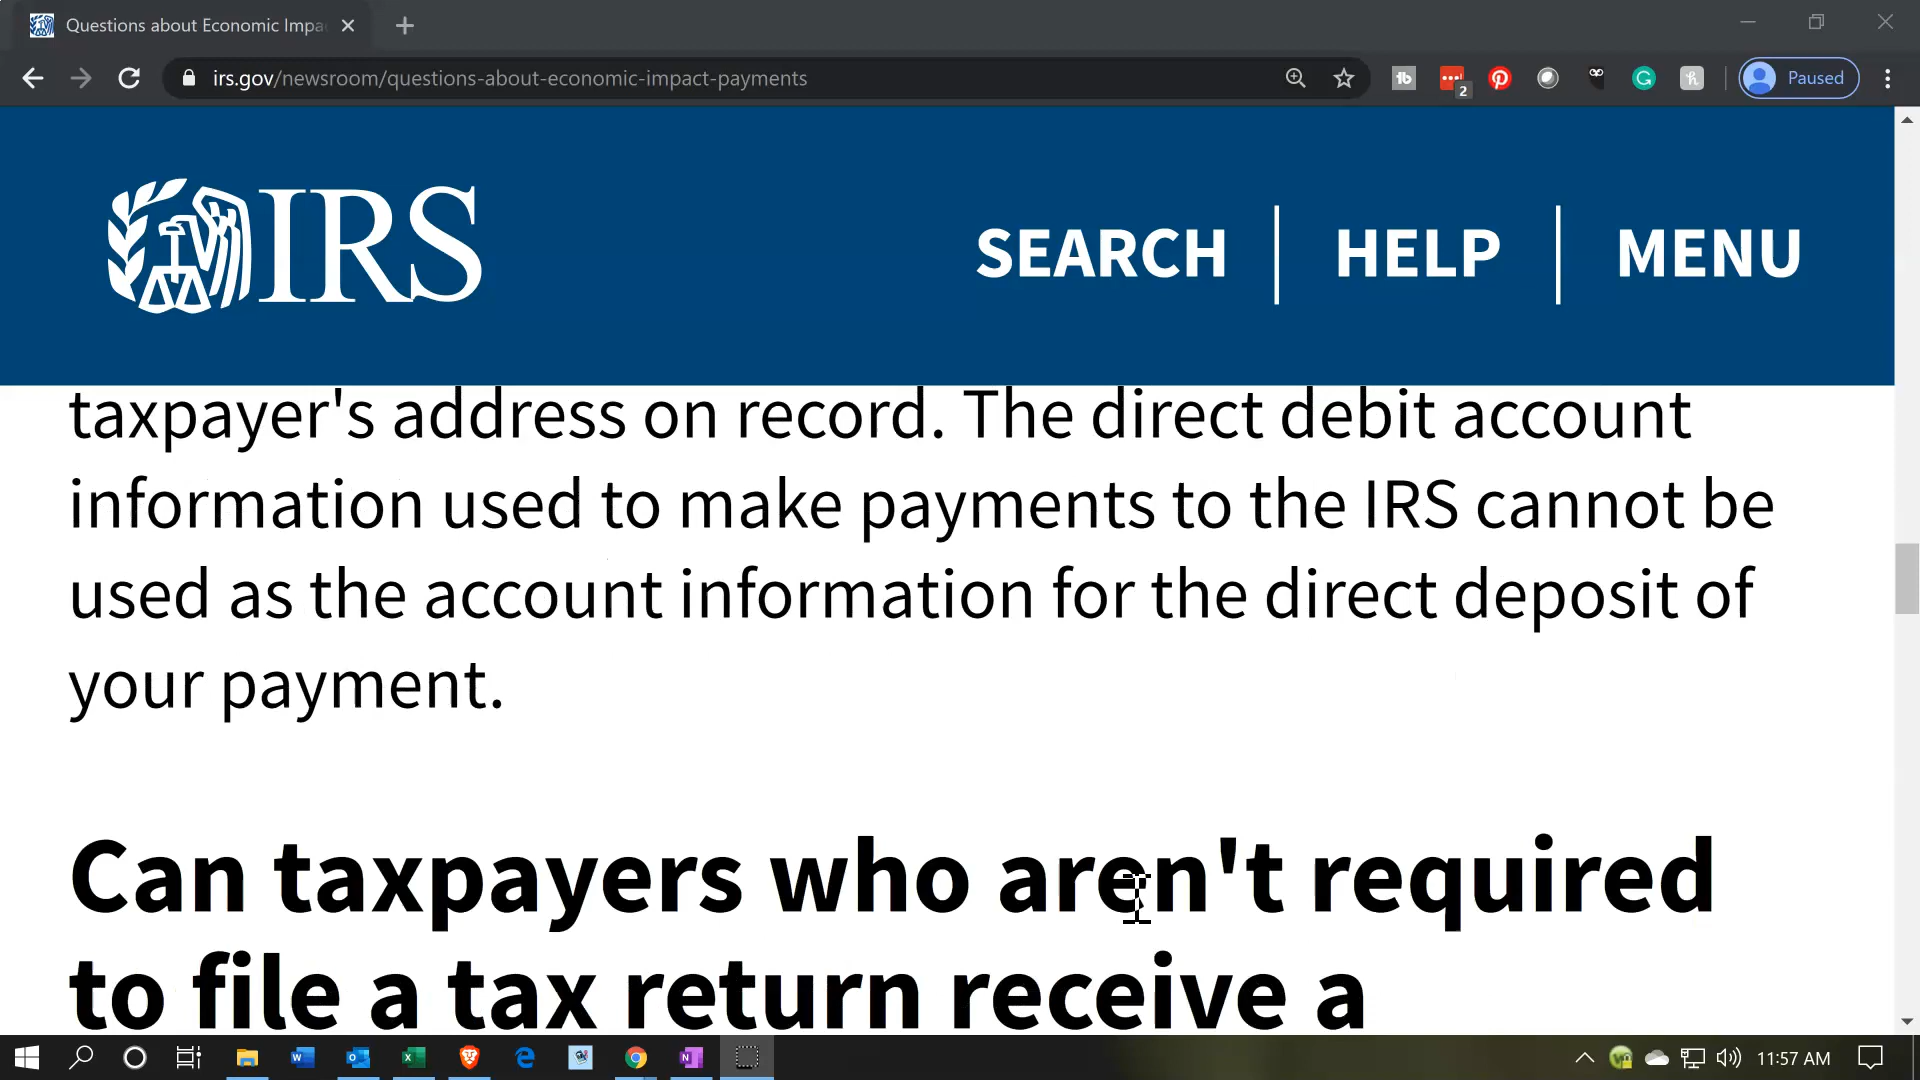 Questions about Economic Impa
irs.gov/newsroom/questions-about-economic-impact-payments
2
Paused
IRS
SEARCH
HELP
MENU
taxpayer's address on record. The direct debit account
information used to make payments to the IRS cannot be
used as the account information for the direct deposit of
your payment.
Can taxpayers who aren't required
to file a tax return receive a
11:57 AM